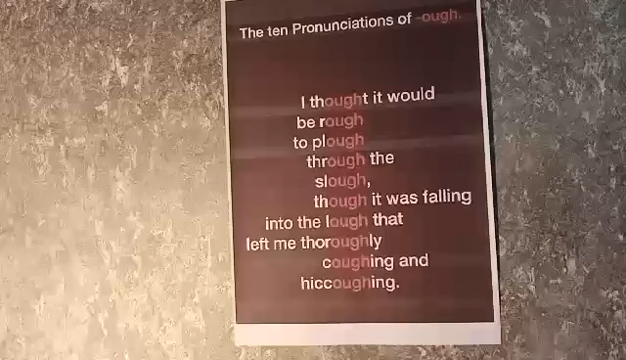 The ten Pronunciations of -ough.
I thought it would
be rough
to plough
through the
slough,
though it was falling
into the lough that
left me thoroughly
coughing and
hiccoughing.